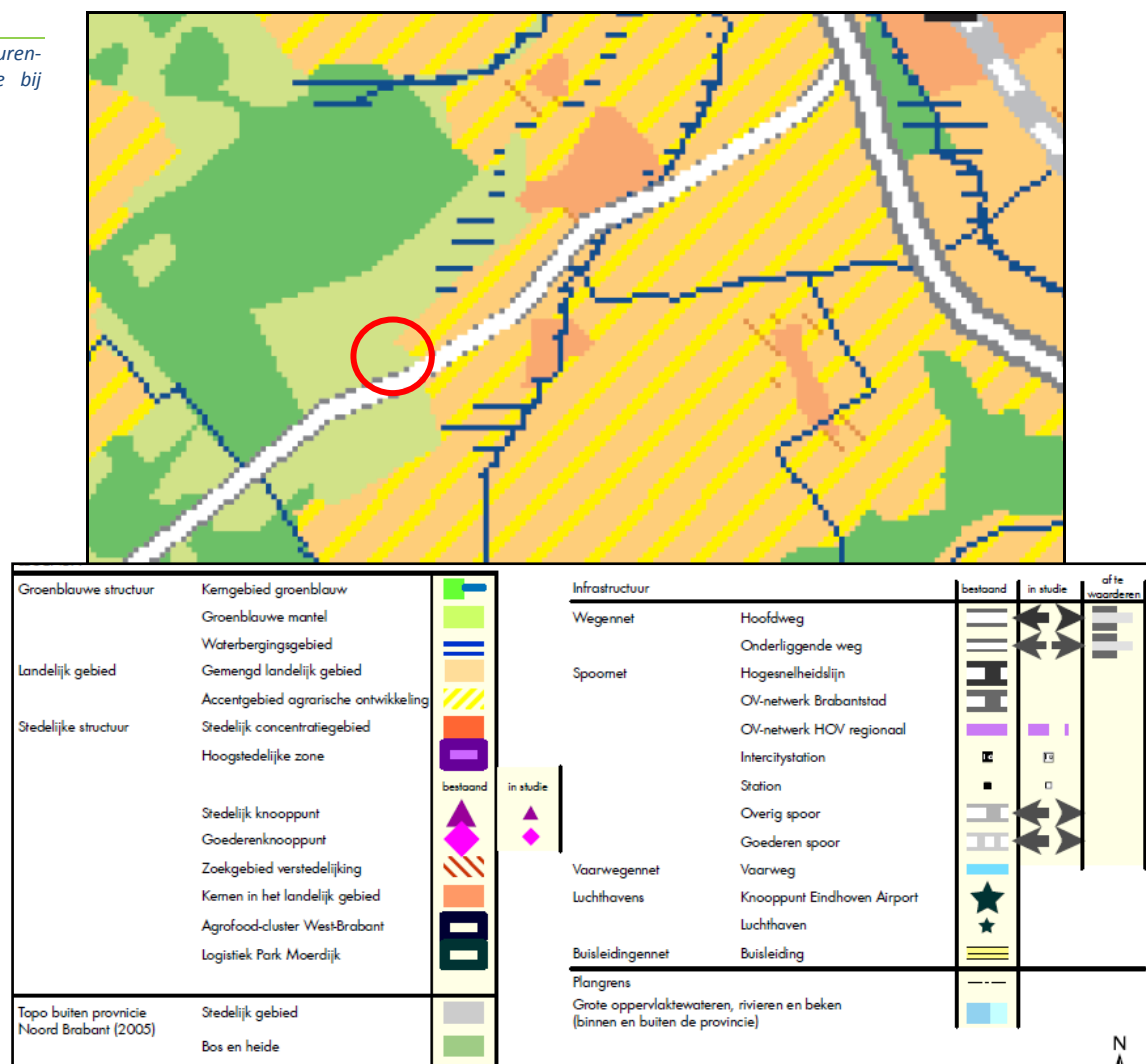 uren-
e bij
Groenblauwe structuur Kerngebied groenblauw
Groenblauwe mantel
Waterbergingsgebied
Landelijk gebied Gemengd landelijk gebied
Accentgebied agrarische ontwikkeling
Stedelijke structuur Stedelijk concentratiegebied
Hoogstedelijke zone
bestaand in studie
Stedelijk knooppunt
Goederenknooppunt
Zoekgebied verstedelijking
Kernen in het landelijk gebied
Agrofood-cluster West-Brabant
Logistiek Park Moerdijk
Topo buiten provnicie Stedelijk gebied
Noord Brabant (2005)
Bos en heide
Infrastructuur bestaand in studie af te
waarderen
Wegennet Hoofdweg
Onderliggende weg
Spoornet Hogesnelheidslijn
OV-netwerk Brabantstad
OV-netwerk HOV regionaal
Intercitystation
Station
Overig spoor
Goederen spoor
Vaarwegennet Vaarweg
Luchthavens Knooppunt Eindhoven Airport
Luchthaven
Buisleidingennet Buisleiding
Plangrens
Grote oppervlaktewateren, rivieren en beken
(binnen en buiten de provincie)
N